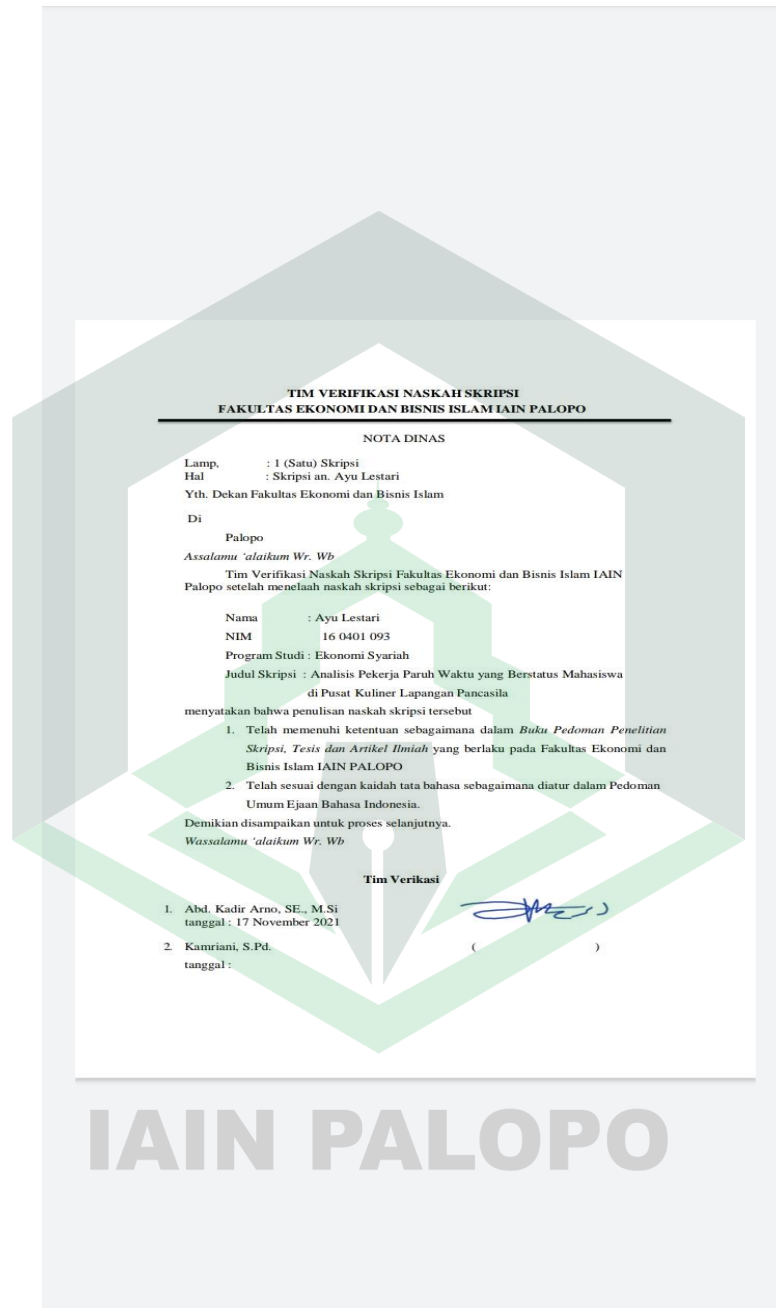 TIM VERIFIKASI NASKAH SKRIPSI
FAKULTAS EKONOMI DAN BISNIS ISLAM IAIN PALOPO
NOTA DINAS
Lamp, : 1 (Satu) Skripsi
Hal : Skripsi an. Ayu Lestari
Yth. Dekan Fakultas Ekonomi dan Bisnis Islam
Di
Palopo
Assalamu ‘alaikum Wr. Wb
Tim Verifikasi Naskah Skripsi Fakultas Ekonomi dan Bisnis Islam IAIN
Palopo setelah menelaah naskah skripsi sebagai berikut:
Nama : Ayu Lestari
NIM 16 0401 093
Program Studi : Ekonomi Syariah
Judul Skripsi : Analisis Pekerja Paruh Waktu yang Berstatus Mahasiswa
di Pusat Kuliner Lapangan Pancasila
menyatakan bahwa penulisan naskah skripsi tersebut
1. Telah memenuhi ketentuan sebagaimana dalam Buku Pedoman Penelitian
Skripsi, Tesis dan Artikel Ilmiah yang berlaku pada Fakultas Ekonomi dan
Bisnis Islam IAIN PALOPO
2. Telah sesuai dengan kaidah tata bahasa sebagaimana diatur dalam Pedoman
Umum Ejaan Bahasa Indonesia.
Demikian disampaikan untuk proses selanjutnya.
Wassalamu ‘alaikum Wr. Wb
Tim Verikasi
1. Abd. Kadir Arno, SE., M.Si
tanggal : 17 November 2021
2. Kamriani, S.Pd. ( )
tanggal :
IAIN PALOPO